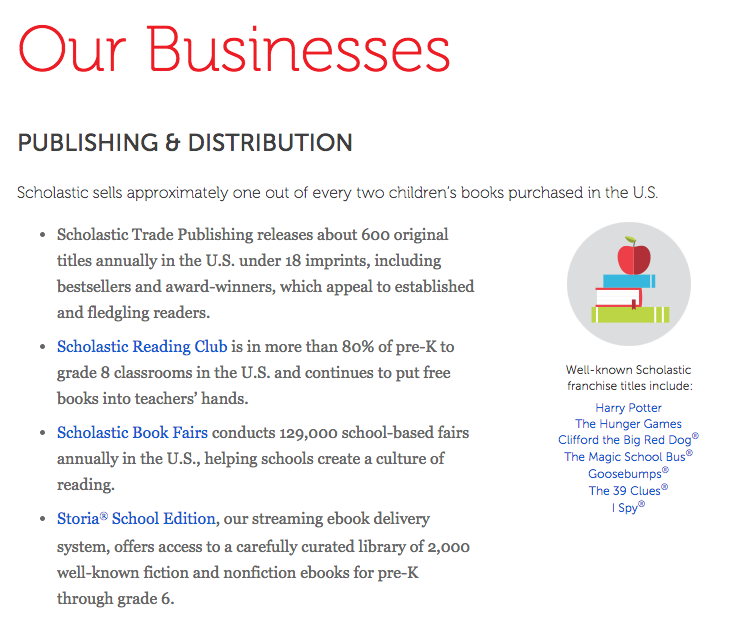 Our Businesses
PUBLISHING & DISTRIBUTION
Scholastic sells approximately one out of every two children's books purchased in the U.S.
• Scholastic Trade Publishing releases about 600 original
titles annually in the U.S. under 18 imprints, including
bestsellers and award-winners, which appeal to established
and fledgling readers.
• Scholastic Reading Club is in more than 80% of pre-K to
grade 8 classrooms in the U.S. and continues to put free
books into teachers' hands.
• Scholastic Book Fairs conducts 129,000 school-based fairs
annually in the U.S., helping schools create a culture of
reading.
• Storia® School Edition, our streaming ebook delivery
system, offers access to a carefully curated library of 2,000
well-known fiction and nonfiction ebooks for pre-K
through grade 6.
Well-known Scholastic
franchise titles include:
Harry Potter
The Hunger Games
Clifford the Big Red Dog®
The Magic School Bus®
Goosebumps®
The 39 Clues®
I Spy®